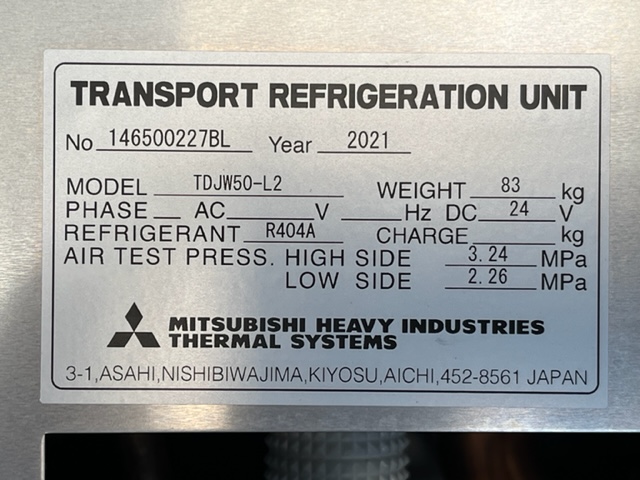 TRANSPORT REFRIGERATION UNIT
No 146500227BL Year 2021
MODEL TDJW50-L2 WEIGHT 83 kg
PHASE AC V Hz DC 24 V
REFRIGERANT R404A CHARGE kg
AIR TEST PRESS. HIGH SIDE 3.24 MPa
LOW SIDE 2.26 MPa
MITSUBISHI HEAVY INDUSTRIES
THERMAL SYSTEMS
3-1,ASAHI,NISHIBIWAJIMA,KIYOSU,AICHI,452-8561 JAPAN